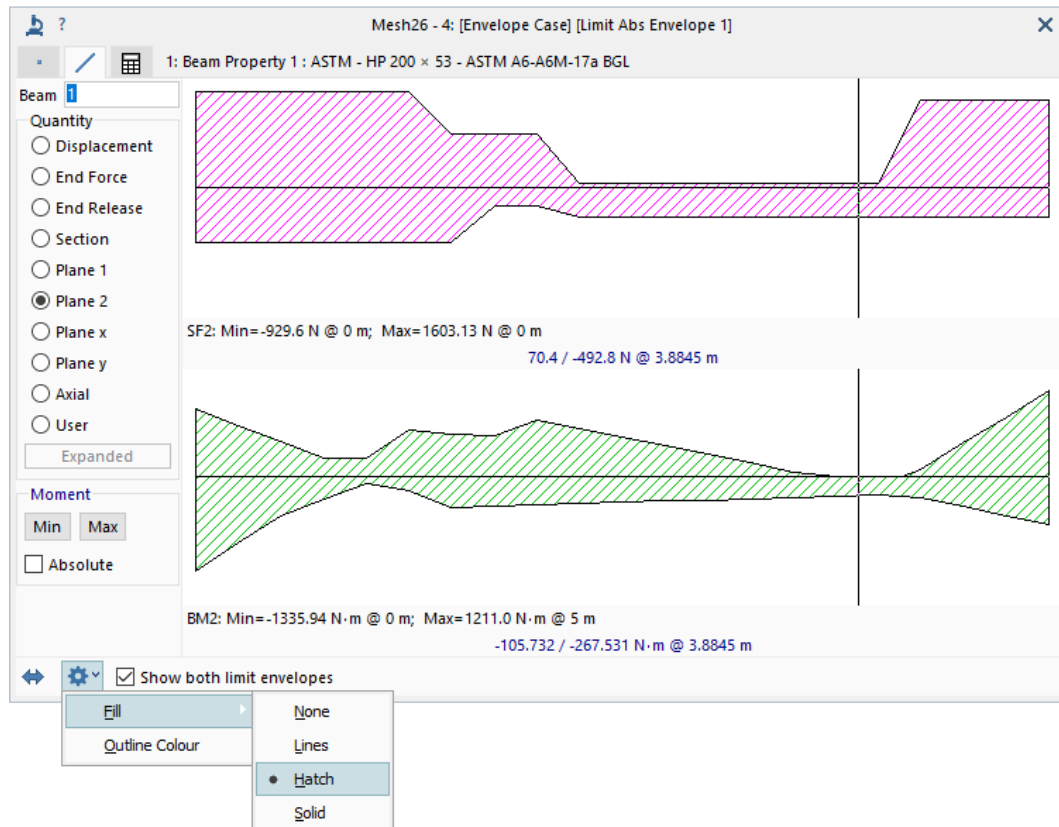 ? Mesh26 - 4: [Envelope Case] [Limit Abs Envelope 1]
1: Beam Property 1 : ASTM - HP 200 × 53 - ASTM A6-A6M-17a BGL
Beam 1
Quantity
Displacement
End Force
End Release
Section
Plane 1
Plane 2
Plane x
Plane y
Axial
User
Expanded
Moment
Min Max
Absolute
SF2: Min=-929.6 N @ 0 m; Max=1603.13 N @ 0 m
70.4 / -492.8 N @ 3.8845 m
BM2: Min=-1335.94 N·m @ 0 m; Max=1211.0 N·m @ 5 m
-105.732 / -267.531 N·m @ 3.8845 m
Show both limit envelopes
Fill
Outline Colour
None
Lines
Hatch
Solid